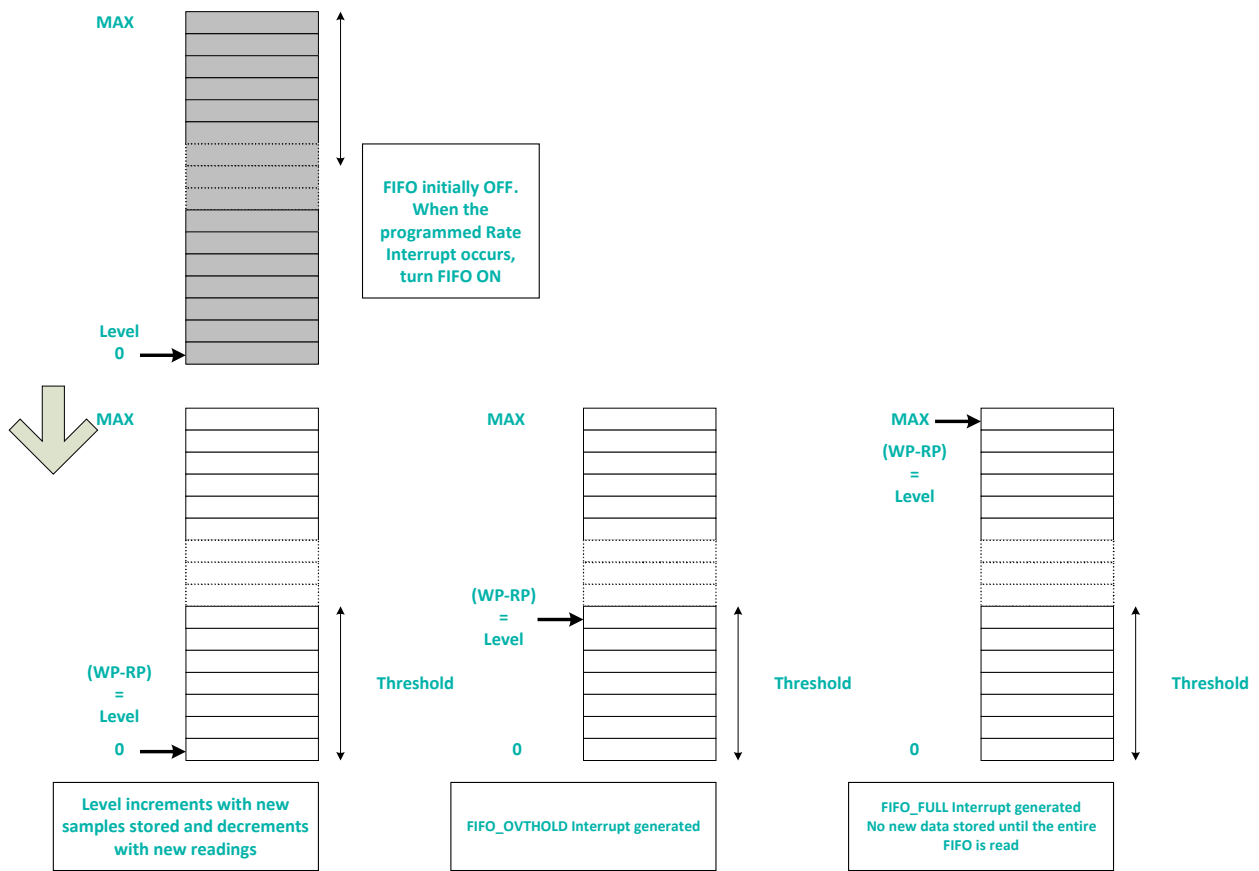 MAX
FIFO initially OFF.
When the
programmed Rate
Interrupt occurs,
turn FIFO ON
Level
0
MAX
(WP-RP)
=
Level
0
Threshold
Level increments with new
samples stored and decrements
with new readings
MAX
(WP-RP)
=
Level
0
Threshold
FIFO_OVTHOLD Interrupt generated
MAX
(WP-RP)
=
Level
0
Threshold
FIFO_FULL Interrupt generated
No new data stored until the entire
FIFO is read